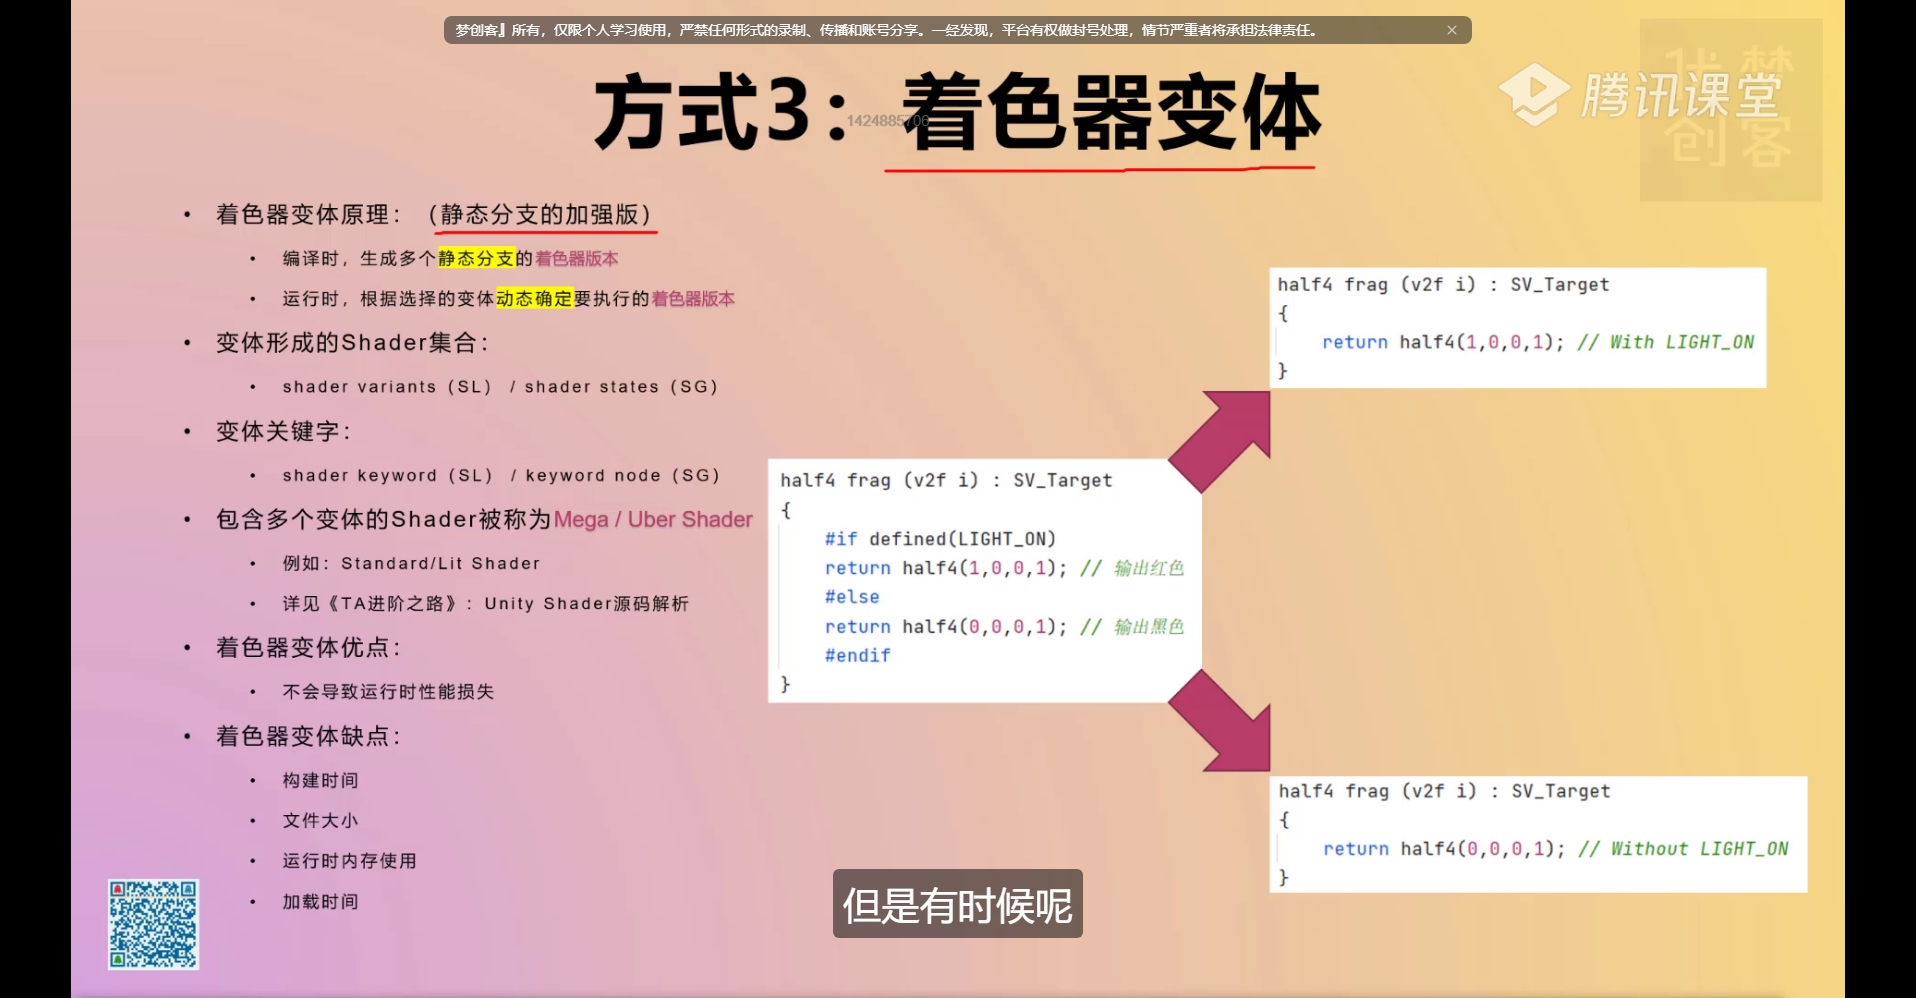 梦创客』所有，仅限个人学习使用，严禁任何形式的录制、传播和账号分享。一经发现，平台有权做封号处理，情节严重者将承担法律责任。
方式3：着色器变体
1424885706
腾讯课堂
梦
创客
• 着色器变体原理：（静态分支的加强版）
• 编译时，生成多个静态分支的着色器版本
• 运行时，根据选择的变体动态确定要执行的着色器版本
• 变体形成的Shader集合：
• shader variants（SL） / shader states（SG）
• 变体关键字：
• shader keyword（SL） / keyword node（SG）
• 包含多个变体的Shader被称为Mega / Uber Shader
• 例如：Standard/Lit Shader
• 详见《TA进阶之路》：Unity Shader源码解析
• 着色器变体优点：
• 不会导致运行时性能损失
• 着色器变体缺点：
• 构建时间
• 文件大小
• 运行时内存使用
• 加载时间
half4 frag (v2f i) : SV_Target
{
#if defined(LIGHT_ON)
return half4(1,0,0,1); // 输出红色
#else
return half4(0,0,0,1); // 输出黑色
#endif
}
half4 frag (v2f i) : SV_Target
{
return half4(1,0,0,1); // With LIGHT_ON
}
half4 frag (v2f i) : SV_Target
{
return half4(0,0,0,1); // Without LIGHT_ON
}
但是有时候呢